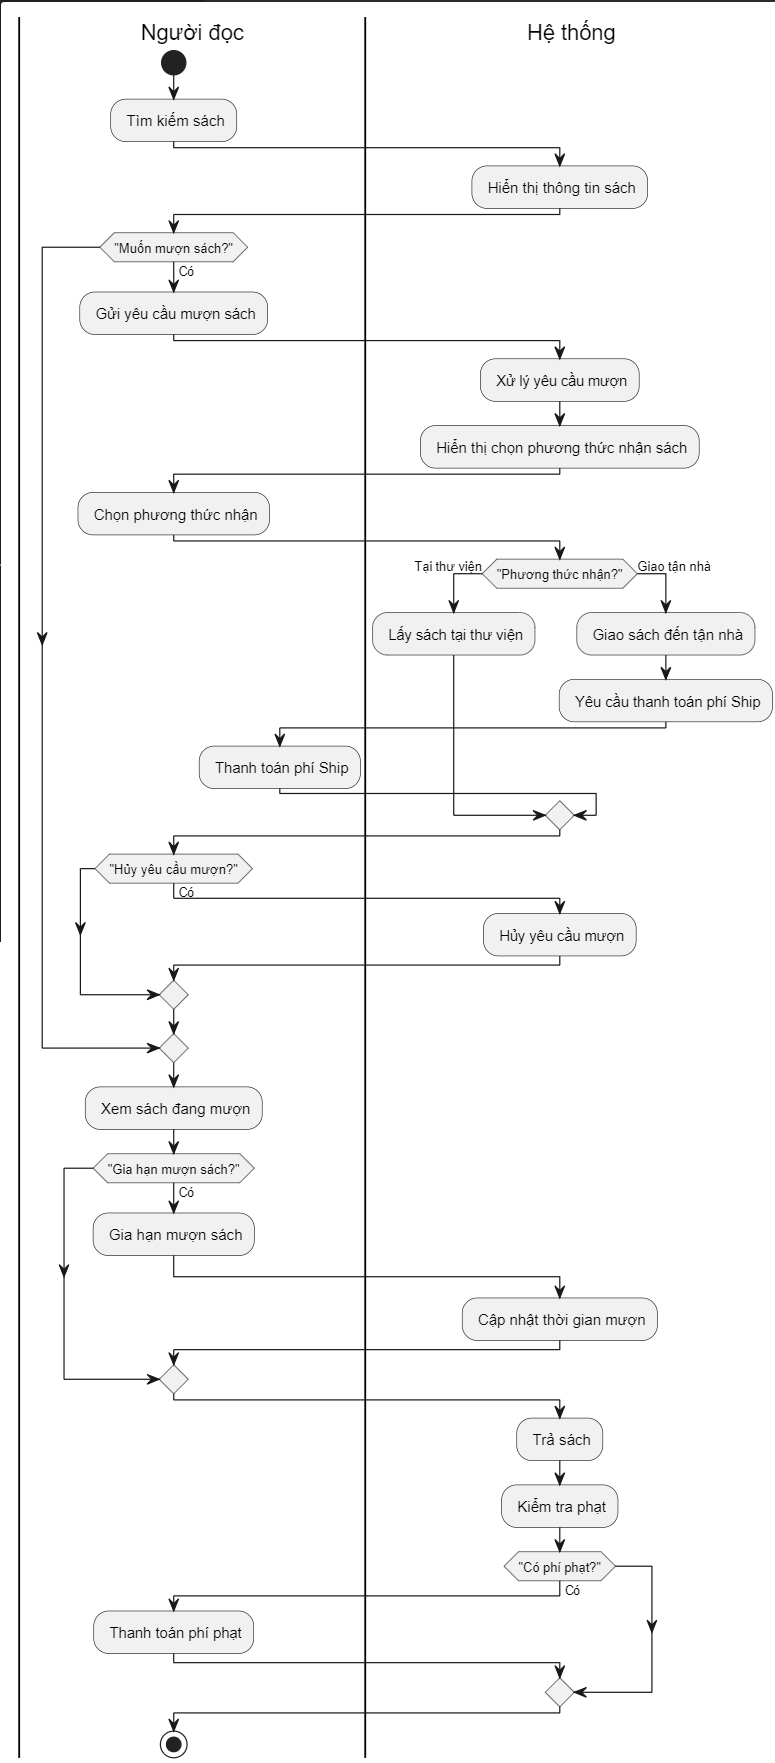 Người đọc
Hệ thống
Tìm kiếm sách
Hiển thị thông tin sách
"Muốn mượn sách?"
Có
Gửi yêu cầu mượn sách
Xử lý yêu cầu mượn
Hiển thị chọn phương thức nhận sách
Chọn phương thức nhận
Tại thư viện
"Phương thức nhận?"
Giao tận nhà
Lấy sách tại thư viện
Giao sách đến tận nhà
Yêu cầu thanh toán phí Ship
Thanh toán phí Ship
"Hủy yêu cầu mượn?"
Có
Hủy yêu cầu mượn
Xem sách đang mượn
"Gia hạn mượn sách?"
Có
Gia hạn mượn sách
Cập nhật thời gian mượn
Trả sách
Kiểm tra phạt
"Có phí phạt?"
Có
Thanh toán phí phạt